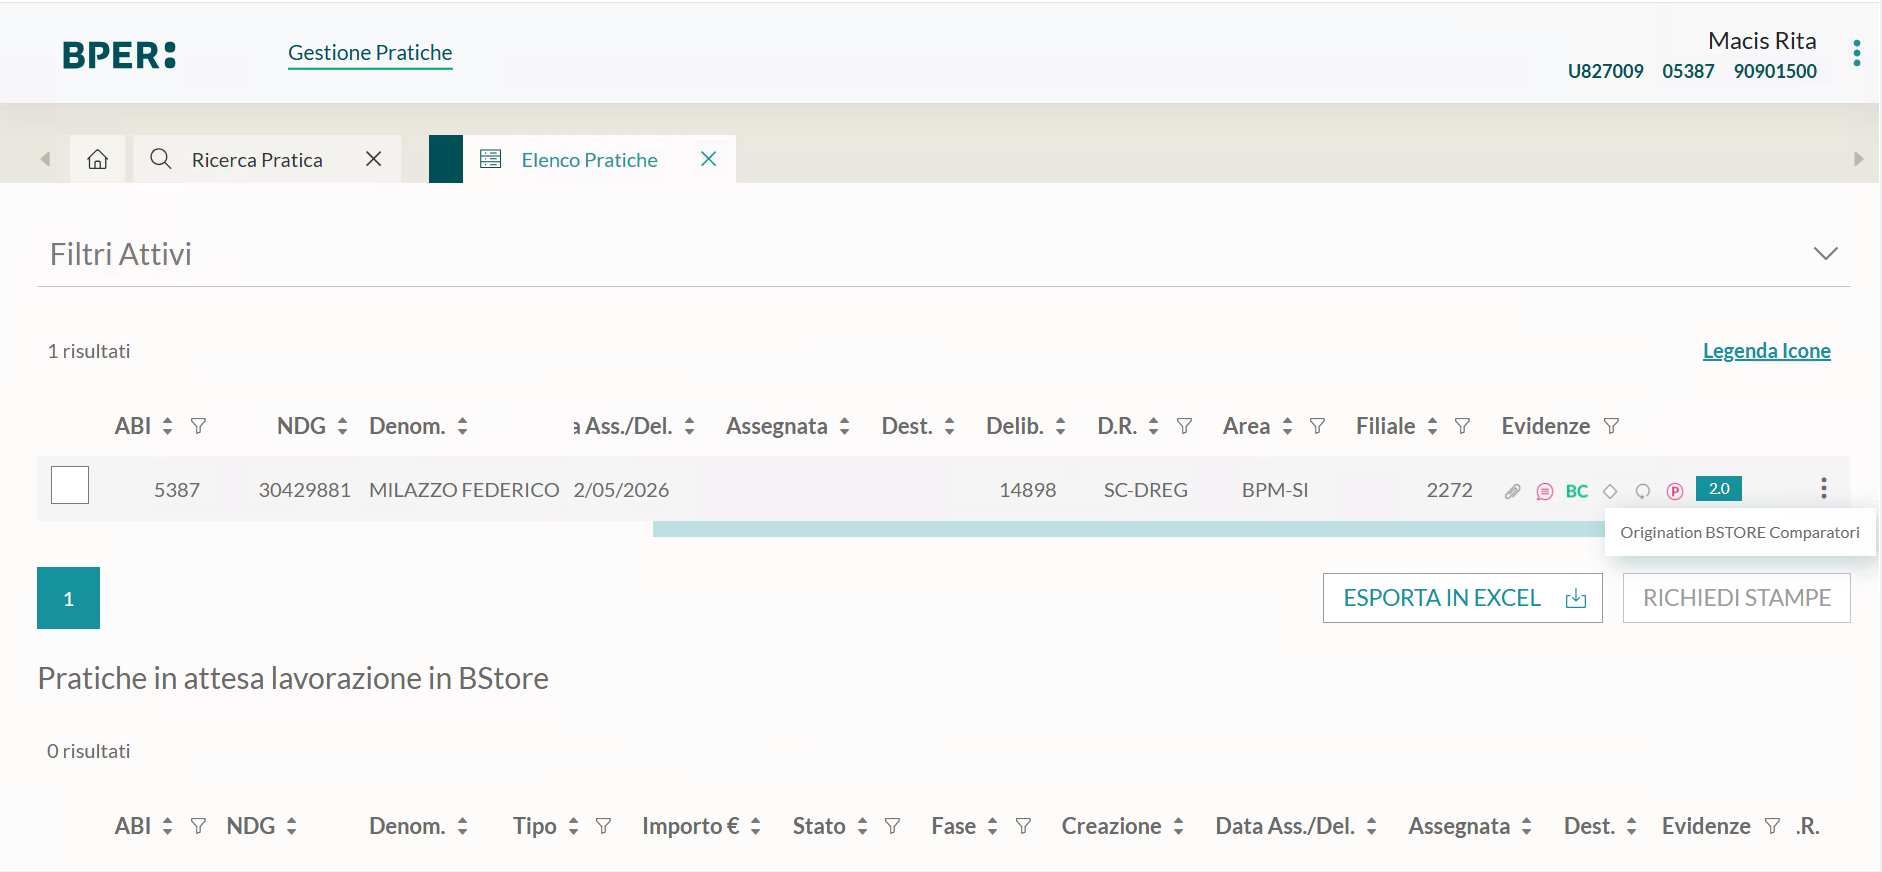 BPER:
Gestione Pratiche
Macis Rita
U827009 05387 90901500
Ricerca Pratica
Elenco Pratiche
Filtri Attivi
1 risultati
Legenda Icone
ABI NDG Denom. a Ass./Del. Assegnata Dest. Delib. D.R. Area Filiale Evidenze
5387 30429881 MILAZZO FEDERICO 2/05/2026 14898 SC-DREG BPM-SI 2272 BC P 2.0
Origination BSTORE Comparatori
1
ESPORTA IN EXCEL
RICHIEDI STAMPE
Pratiche in attesa lavorazione in BStore
0 risultati
ABI NDG Denom. Tipo Importo € Stato Fase Creazione Data Ass./Del. Assegnata Dest. Evidenze .R.